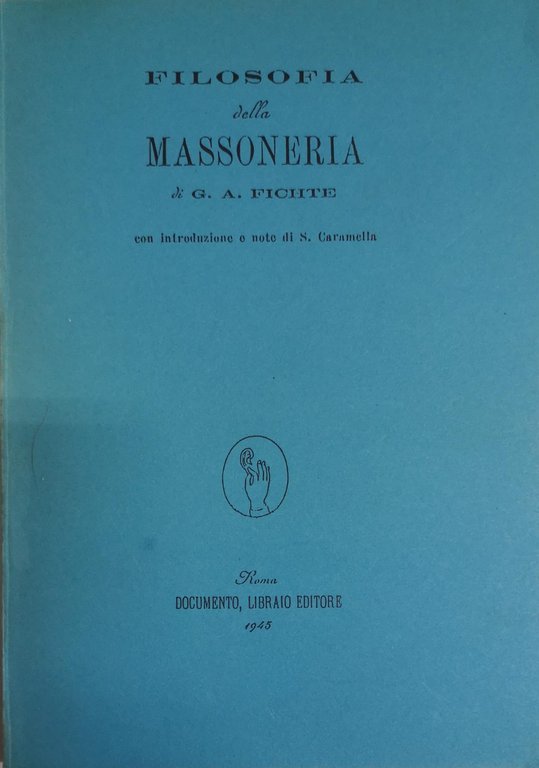 FILOSOFIA
della
MASSONERIA
di G. A. FICHTE
con introduzione e note di S. Caramella
Roma
DOCUMENTO, LIBRAIO EDITORE
1945